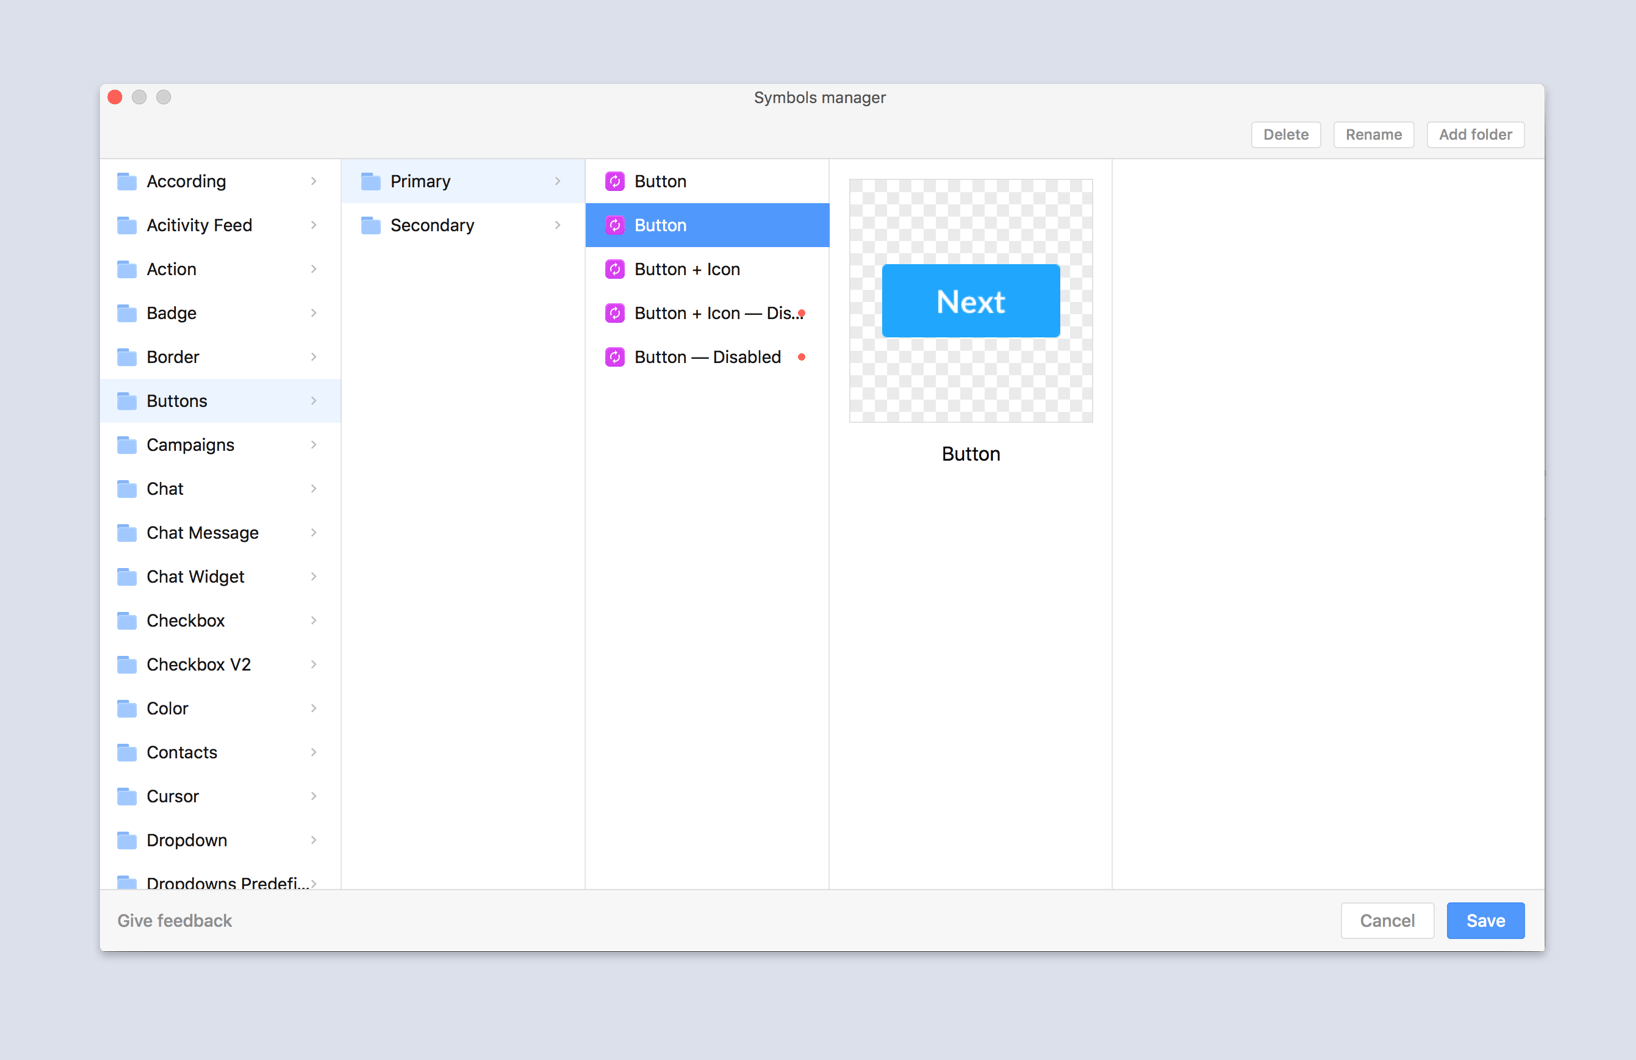 Symbols manager
Delete
Rename
Add folder
According
Acitivity Feed
Action
Badge
Border
Buttons
Campaigns
Chat
Chat Message
Chat Widget
Checkbox
Checkbox V2
Color
Contacts
Cursor
Dropdown
Dropdowns Predefi...
Primary
Secondary
Button
Button
Button + Icon
Button + Icon — Dis...
Button — Disabled
Next
Button
Give feedback
Cancel
Save